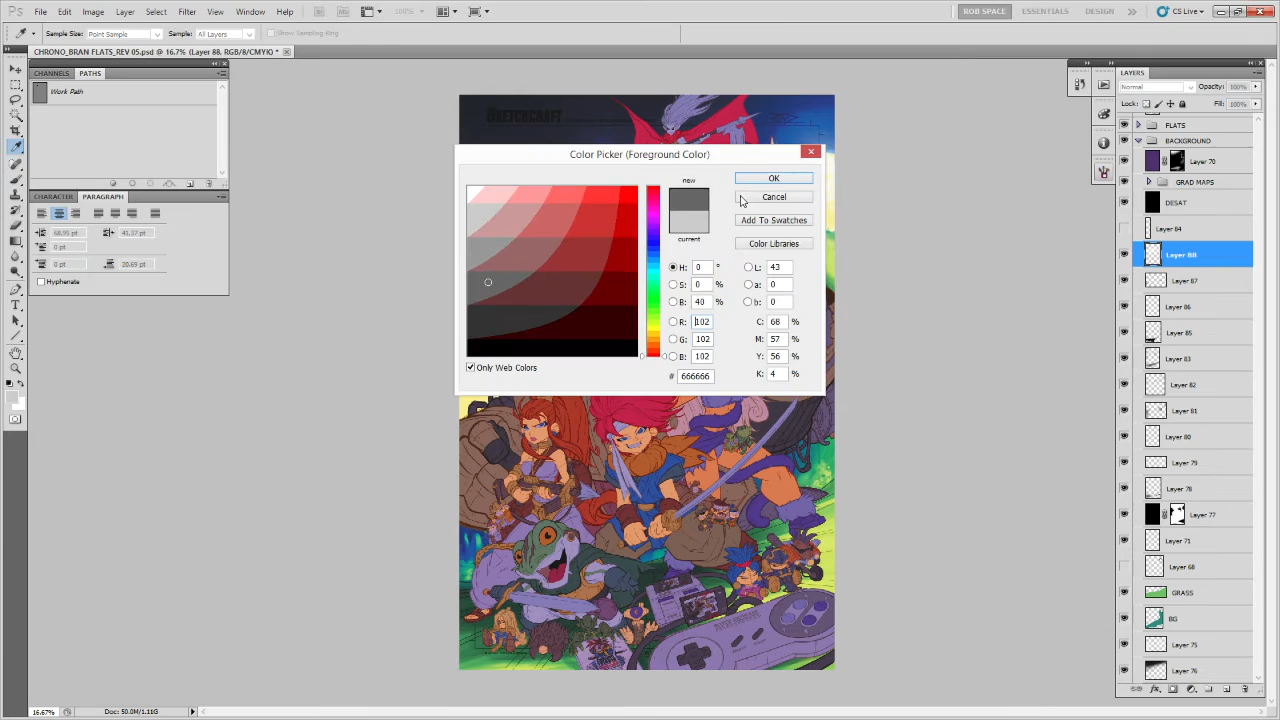 Ps File Edit Image Layer Select Filter Analysis 3D View Window Help 100% ROB SPACE ESSENTIALS DESIGN CS Live
Sample Size: Point Sample Sample: All Layers Show Sampling Ring
CHRONO_BRAN FLATS_REV 05.psd @ 16.7% (Layer 88, RGB/8/CMYK) *
CHANNELS PATHS
Work Path
CHARACTER PARAGRAPH
68.95 pt 41.37 pt
0 pt
0 pt 20.69 pt
Hyphenate
SKETCHCRAFT
Color Picker (Foreground Color)
new
current
OK
Cancel
Add To Swatches
Color Libraries
H: 0 ° L: 43
S: 0 % a: 0
B: 40 % b: 0
R: 102 C: 68 %
G: 102 M: 57 %
B: 102 Y: 56 %
# 666666 K: 4 %
Only Web Colors
LAYERS
Normal Opacity: 100%
Lock: Fill: 100%
FLATS
BACKGROUND
Layer 70
GRAD MAPS
DESAT
Layer 84
Layer 88
Layer 87
Layer 86
Layer 85
Layer 83
Layer 82
Layer 81
Layer 80
Layer 79
Layer 78
Layer 77
Layer 71
Layer 68
GRASS
BG
Layer 75
Layer 76
16.67% Doc: 50.0M/1.11G